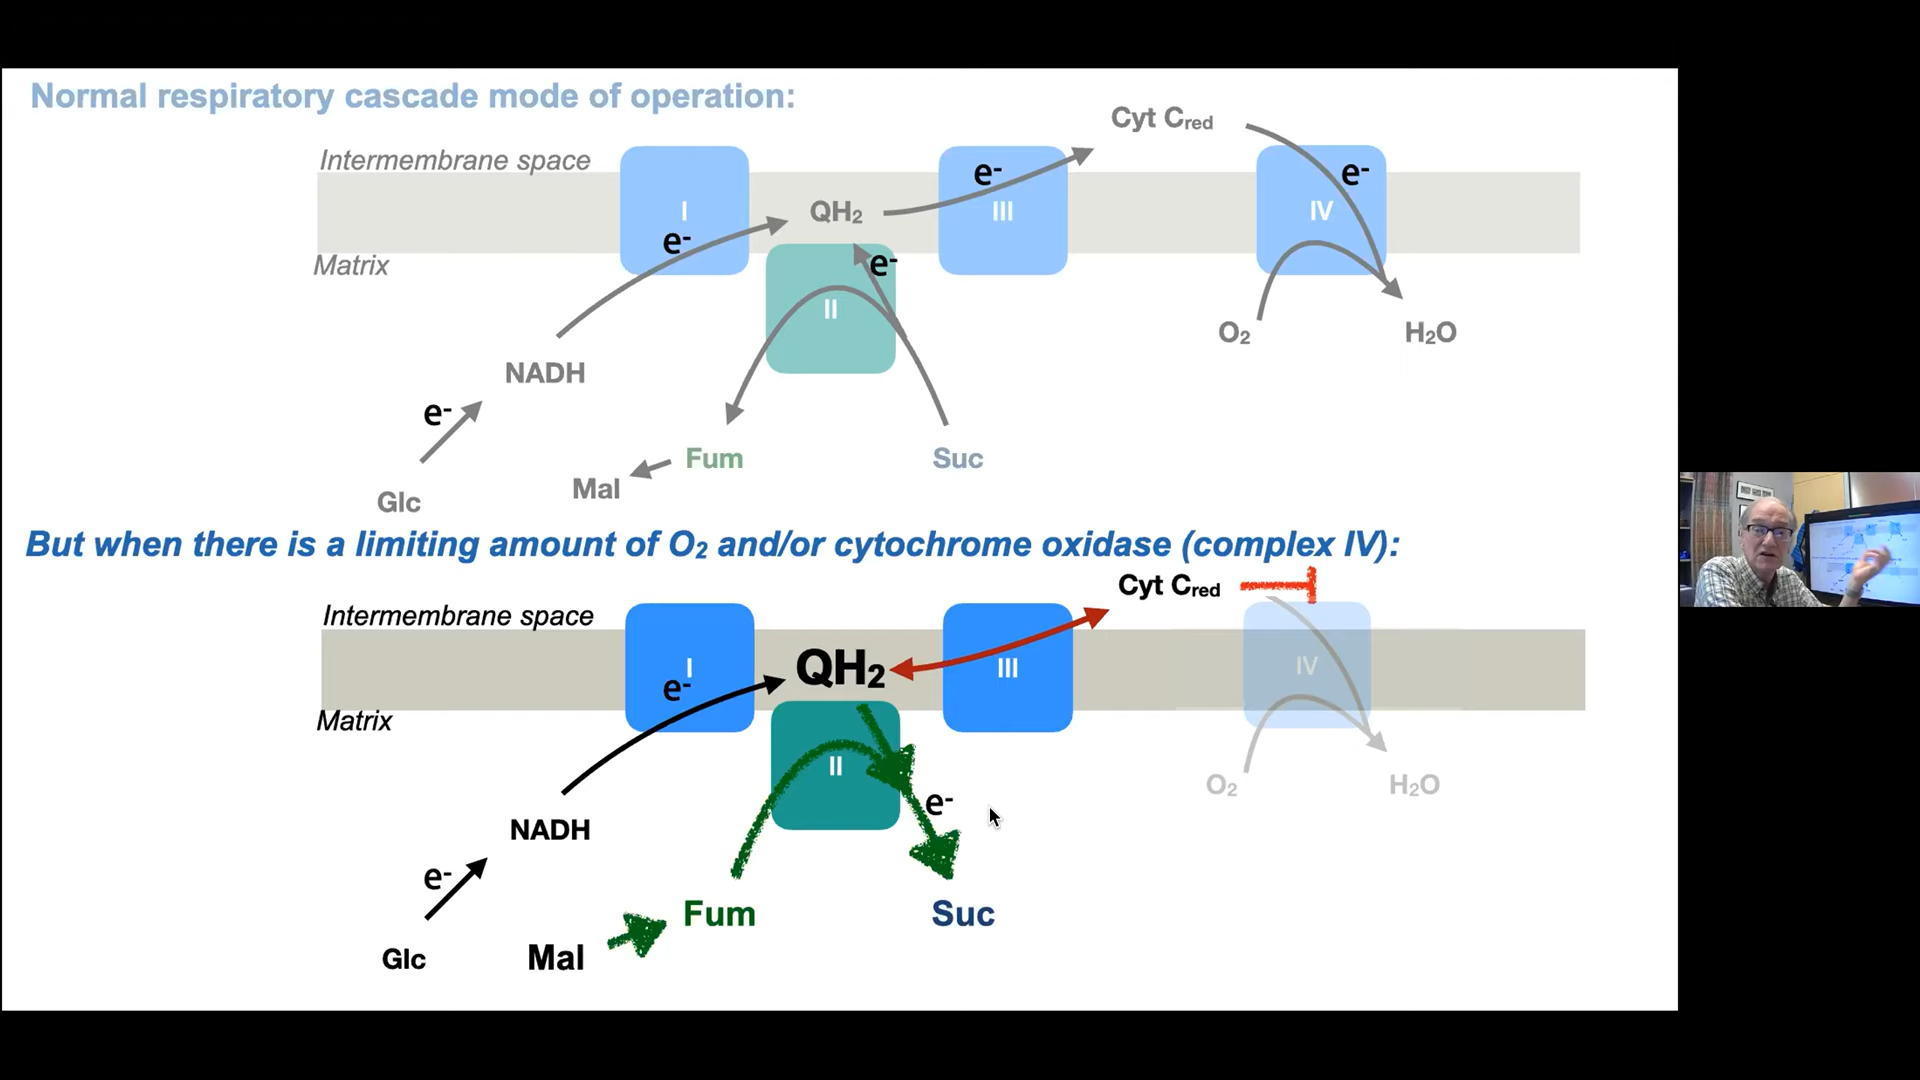 Normal respiratory cascade mode of operation:
Cyt Cred
Intermembrane space
e-
e-
I
QH2
III
IV
e-
Matrix
e-
II
O2
H2O
NADH
e-
Fum
Suc
Mal
Glc
But when there is a limiting amount of O2 and/or cytochrome oxidase (complex IV):
Cyt Cred
Intermembrane space
I
QH2
III
IV
e-
Matrix
II
O2
H2O
e-
NADH
e-
Fum
Suc
Glc
Mal